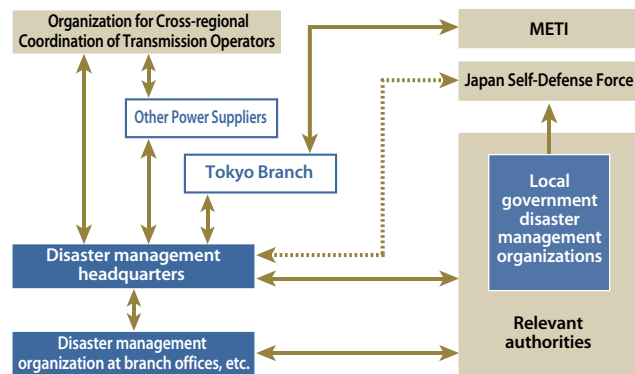 Organization for Cross-regional
Coordination of Transmission Operators
METI
Japan Self-Defense Force
Other Power Suppliers
Tokyo Branch
Local
government
disaster
management
organizations
Disaster management
headquarters
Relevant
authorities
Disaster management
organization at branch offices, etc.